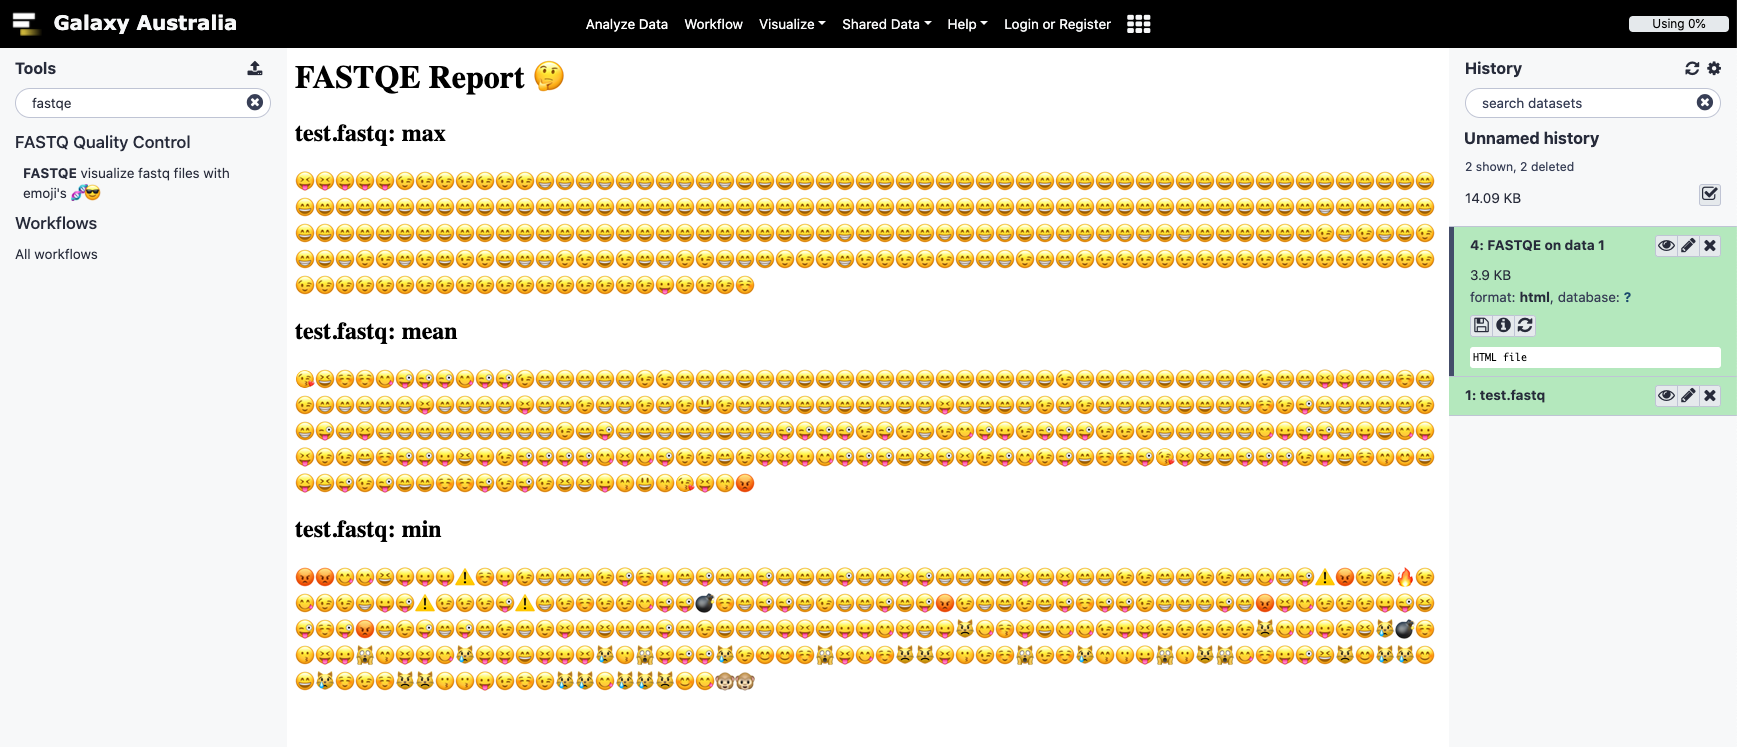 Galaxy Australia
Analyze Data Workflow Visualize Shared Data Help Login or Register
Using 0%
Tools
fastqe
FASTQ Quality Control
FASTQE visualize fastq files with
emoji's 🧬😎
Workflows
All workflows
FASTQE Report 🤔
test.fastq: max
test.fastq: mean
test.fastq: min
History
search datasets
Unnamed history
2 shown, 2 deleted
14.09 KB
4: FASTQE on data 1
3.9 KB
format: html, database: ?
HTML file
1: test.fastq